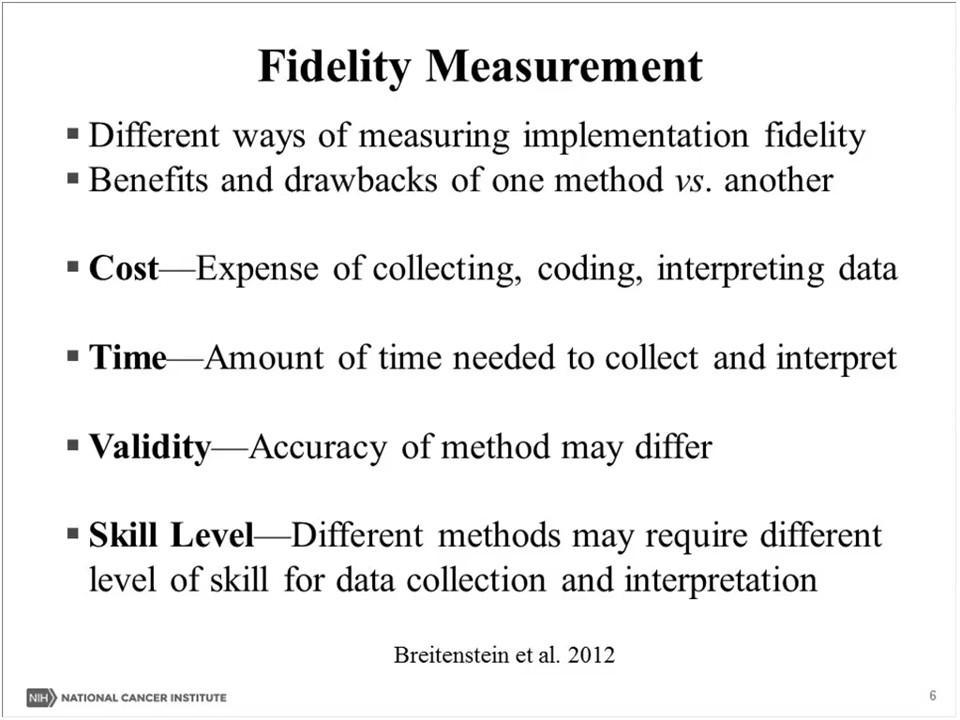 Fidelity Measurement
▪ Different ways of measuring implementation fidelity
▪ Benefits and drawbacks of one method vs. another
▪ Cost—Expense of collecting, coding, interpreting data
▪ Time—Amount of time needed to collect and interpret
▪ Validity—Accuracy of method may differ
▪ Skill Level—Different methods may require different
level of skill for data collection and interpretation
Breitenstein et al. 2012
NIH NATIONAL CANCER INSTITUTE
6